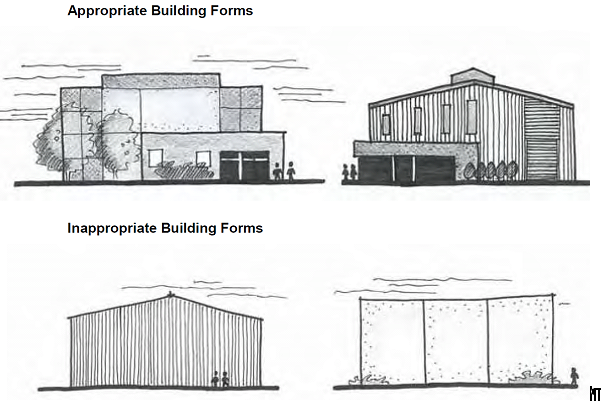 Appropriate Building Forms
Inappropriate Building Forms